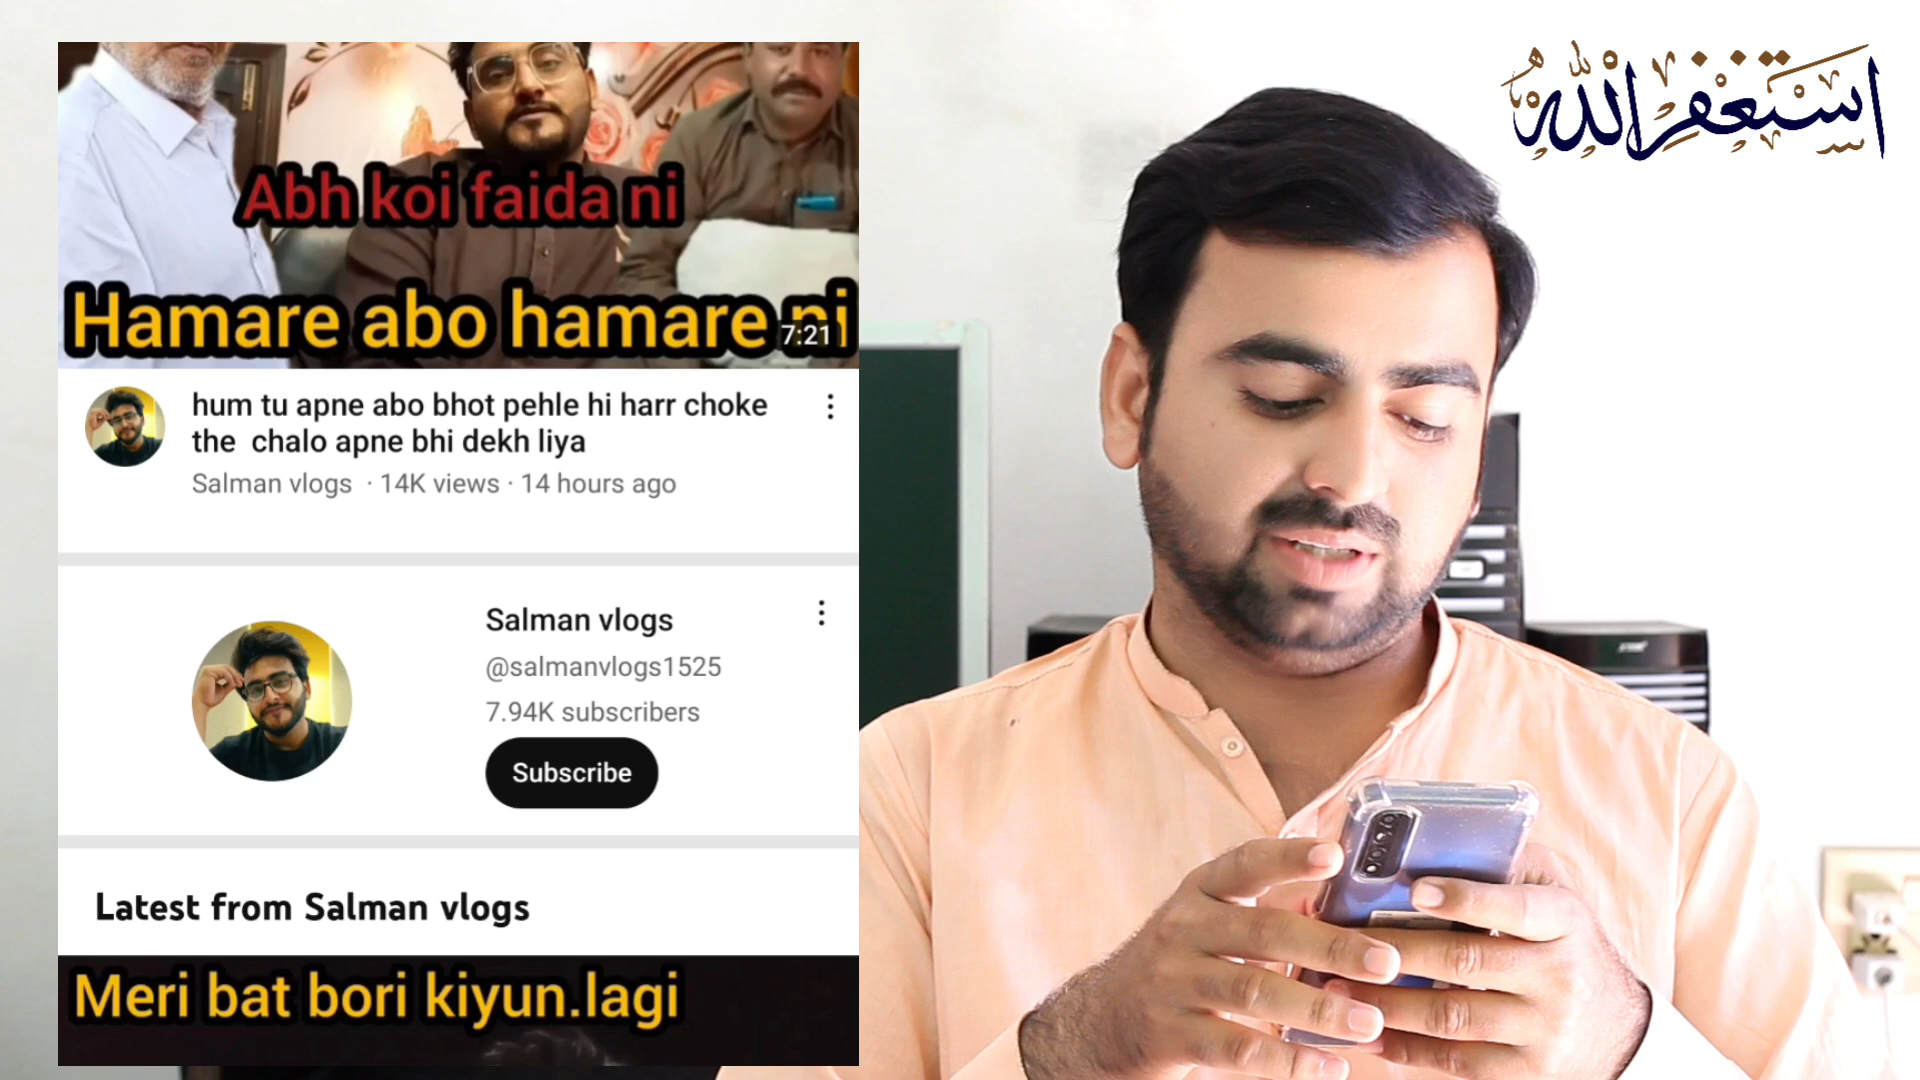 Abh koi faida ni
Hamare abo hamare ni
7:21
hum tu apne abo bhot pehle hi harr choke
the chalo apne bhi dekh liya
Salman vlogs · 14K views · 14 hours ago
Salman vlogs
@salmanvlogs1525
7.94K subscribers
Subscribe
Latest from Salman vlogs
Meri bat bori kiyun.lagi
اَسْتَغْفِرُاللّٰهَ